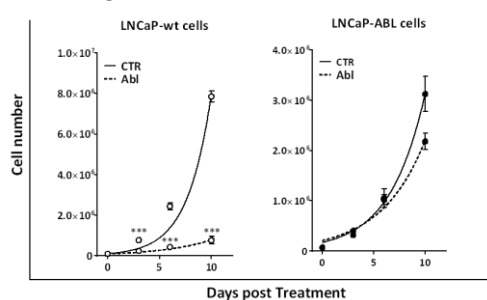 LNCaP-wt cells
LNCaP-ABL cells
Cell number
1.0×10⁷
8.0×10⁶
6.0×10⁶
4.0×10⁶
2.0×10⁶
0
CTR
Abl
***
***
***
0
5
10
4.0×10⁶
3.0×10⁶
2.0×10⁶
1.0×10⁶
0
CTR
Abl
0
5
10
Days post Treatment